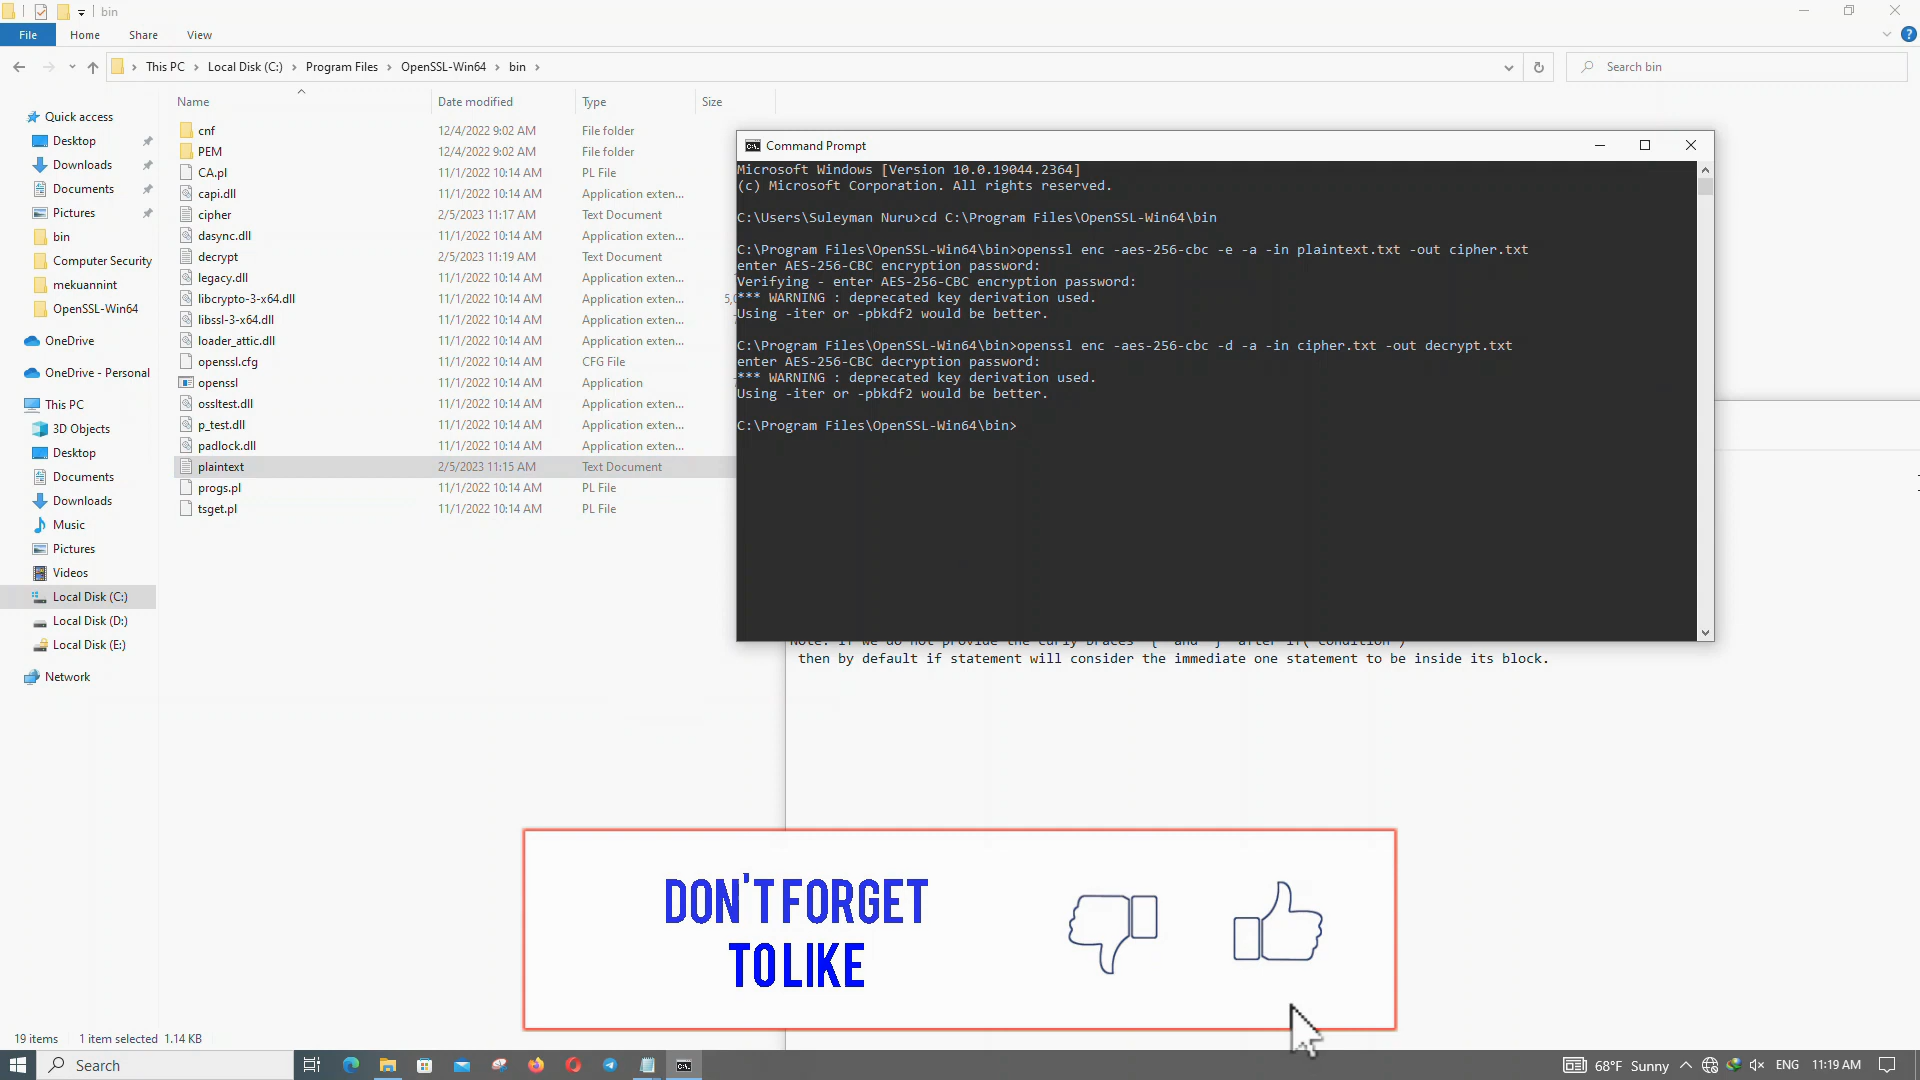 bin
File
Home
Share
View
This PC
Local Disk (C:)
Program Files
OpenSSL-Win64
bin
Search bin
Name
Date modified
Type
Size
Quick access
Desktop
Downloads
Documents
Pictures
bin
Computer Security
mekuannint
OpenSSL-Win64
OneDrive
OneDrive - Personal
This PC
3D Objects
Desktop
Documents
Downloads
Music
Pictures
Videos
Local Disk (C:)
Local Disk (D:)
Local Disk (E:)
Network
cnf 12/4/2022 9:02 AM File folder
PEM 12/4/2022 9:02 AM File folder
CA.pl 11/1/2022 10:14 AM PL File
capi.dll 11/1/2022 10:14 AM Application exten...
cipher 2/5/2023 11:17 AM Text Document
dasync.dll 11/1/2022 10:14 AM Application exten...
decrypt 2/5/2023 11:19 AM Text Document
legacy.dll 11/1/2022 10:14 AM Application exten...
libcrypto-3-x64.dll 11/1/2022 10:14 AM Application exten...
libssl-3-x64.dll 11/1/2022 10:14 AM Application exten...
loader_attic.dll 11/1/2022 10:14 AM Application exten...
openssl.cfg 11/1/2022 10:14 AM CFG File
openssl 11/1/2022 10:14 AM Application
ossltest.dll 11/1/2022 10:14 AM Application exten...
p_test.dll 11/1/2022 10:14 AM Application exten...
padlock.dll 11/1/2022 10:14 AM Application exten...
plaintext 2/5/2023 11:15 AM Text Document
progs.pl 11/1/2022 10:14 AM PL File
tsget.pl 11/1/2022 10:14 AM PL File
Command Prompt
Microsoft Windows [Version 10.0.19044.2364]
(c) Microsoft Corporation. All rights reserved.
C:\Users\Suleyman Nuru>cd C:\Program Files\OpenSSL-Win64\bin
C:\Program Files\OpenSSL-Win64\bin>openssl enc -aes-256-cbc -e -a -in plaintext.txt -out cipher.txt
enter AES-256-CBC encryption password:
Verifying - enter AES-256-CBC encryption password:
*** WARNING : deprecated key derivation used.
Using -iter or -pbkdf2 would be better.
C:\Program Files\OpenSSL-Win64\bin>openssl enc -aes-256-cbc -d -a -in cipher.txt -out decrypt.txt
enter AES-256-CBC decryption password:
*** WARNING : deprecated key derivation used.
Using -iter or -pbkdf2 would be better.
C:\Program Files\OpenSSL-Win64\bin>
then by default if statement will consider the immediate one statement to be inside its block.
DON'T FORGET
TO LIKE
19 items
1 item selected 1.14 KB
Search
68°F Sunny
ENG
11:19 AM